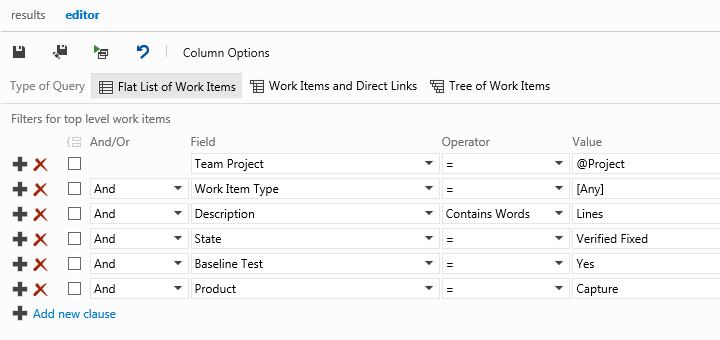 results editor
Column Options
Type of Query Flat List of Work Items Work Items and Direct Links Tree of Work Items
Filters for top level work items
And/Or Field Operator Value
Team Project = @Project
And Work Item Type = [Any]
And Description Contains Words Lines
And State = Verified Fixed
And Baseline Test = Yes
And Product = Capture
Add new clause